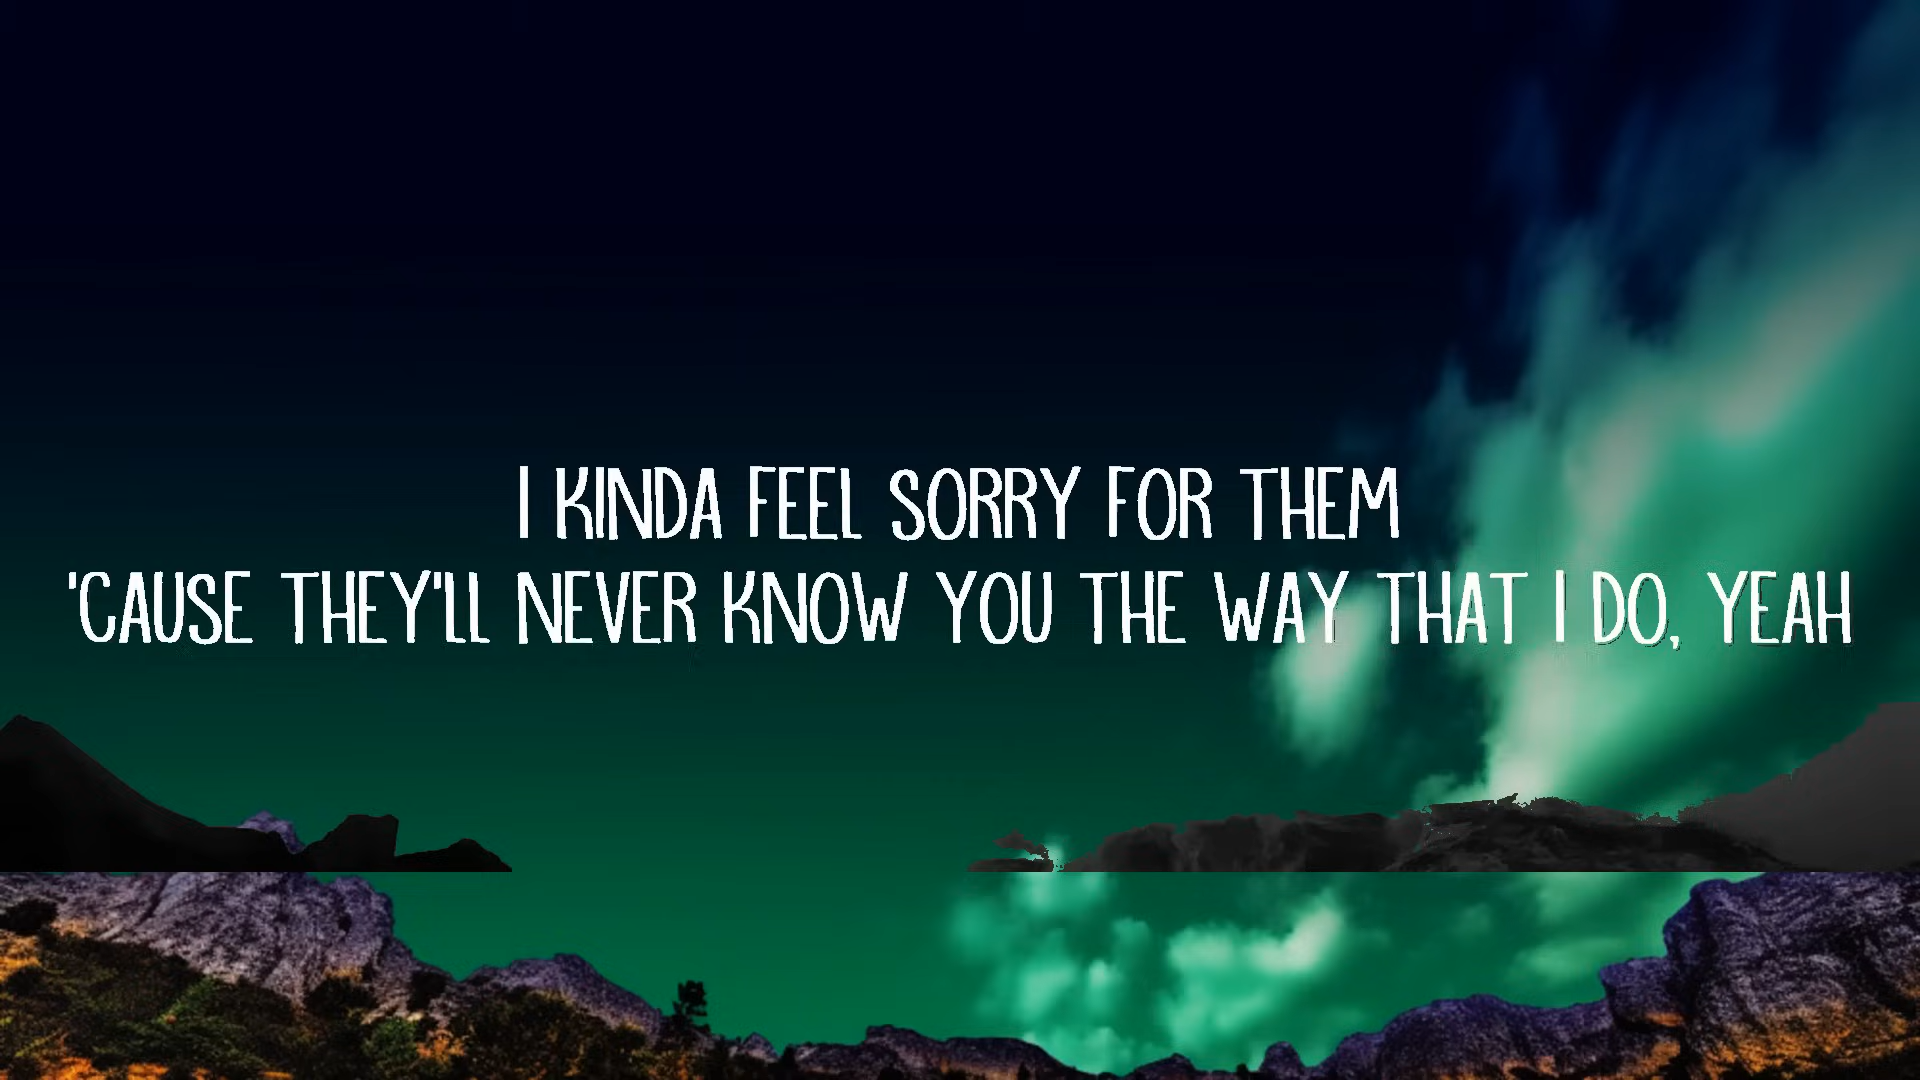 I KINDA FEEL SORRY FOR THEM
'CAUSE THEY'LL NEVER KNOW YOU THE WAY THAT I DO, YEAH